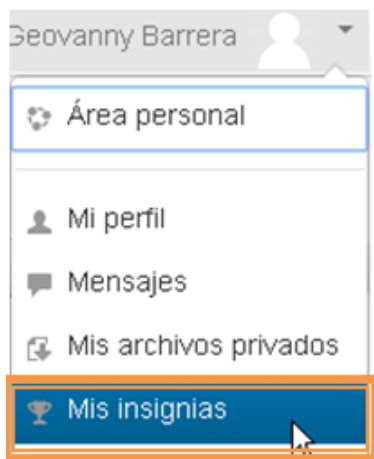 Geovanny Barrera
Área personal
Mi perfil
Mensajes
Mis archivos privados
Mis insignias